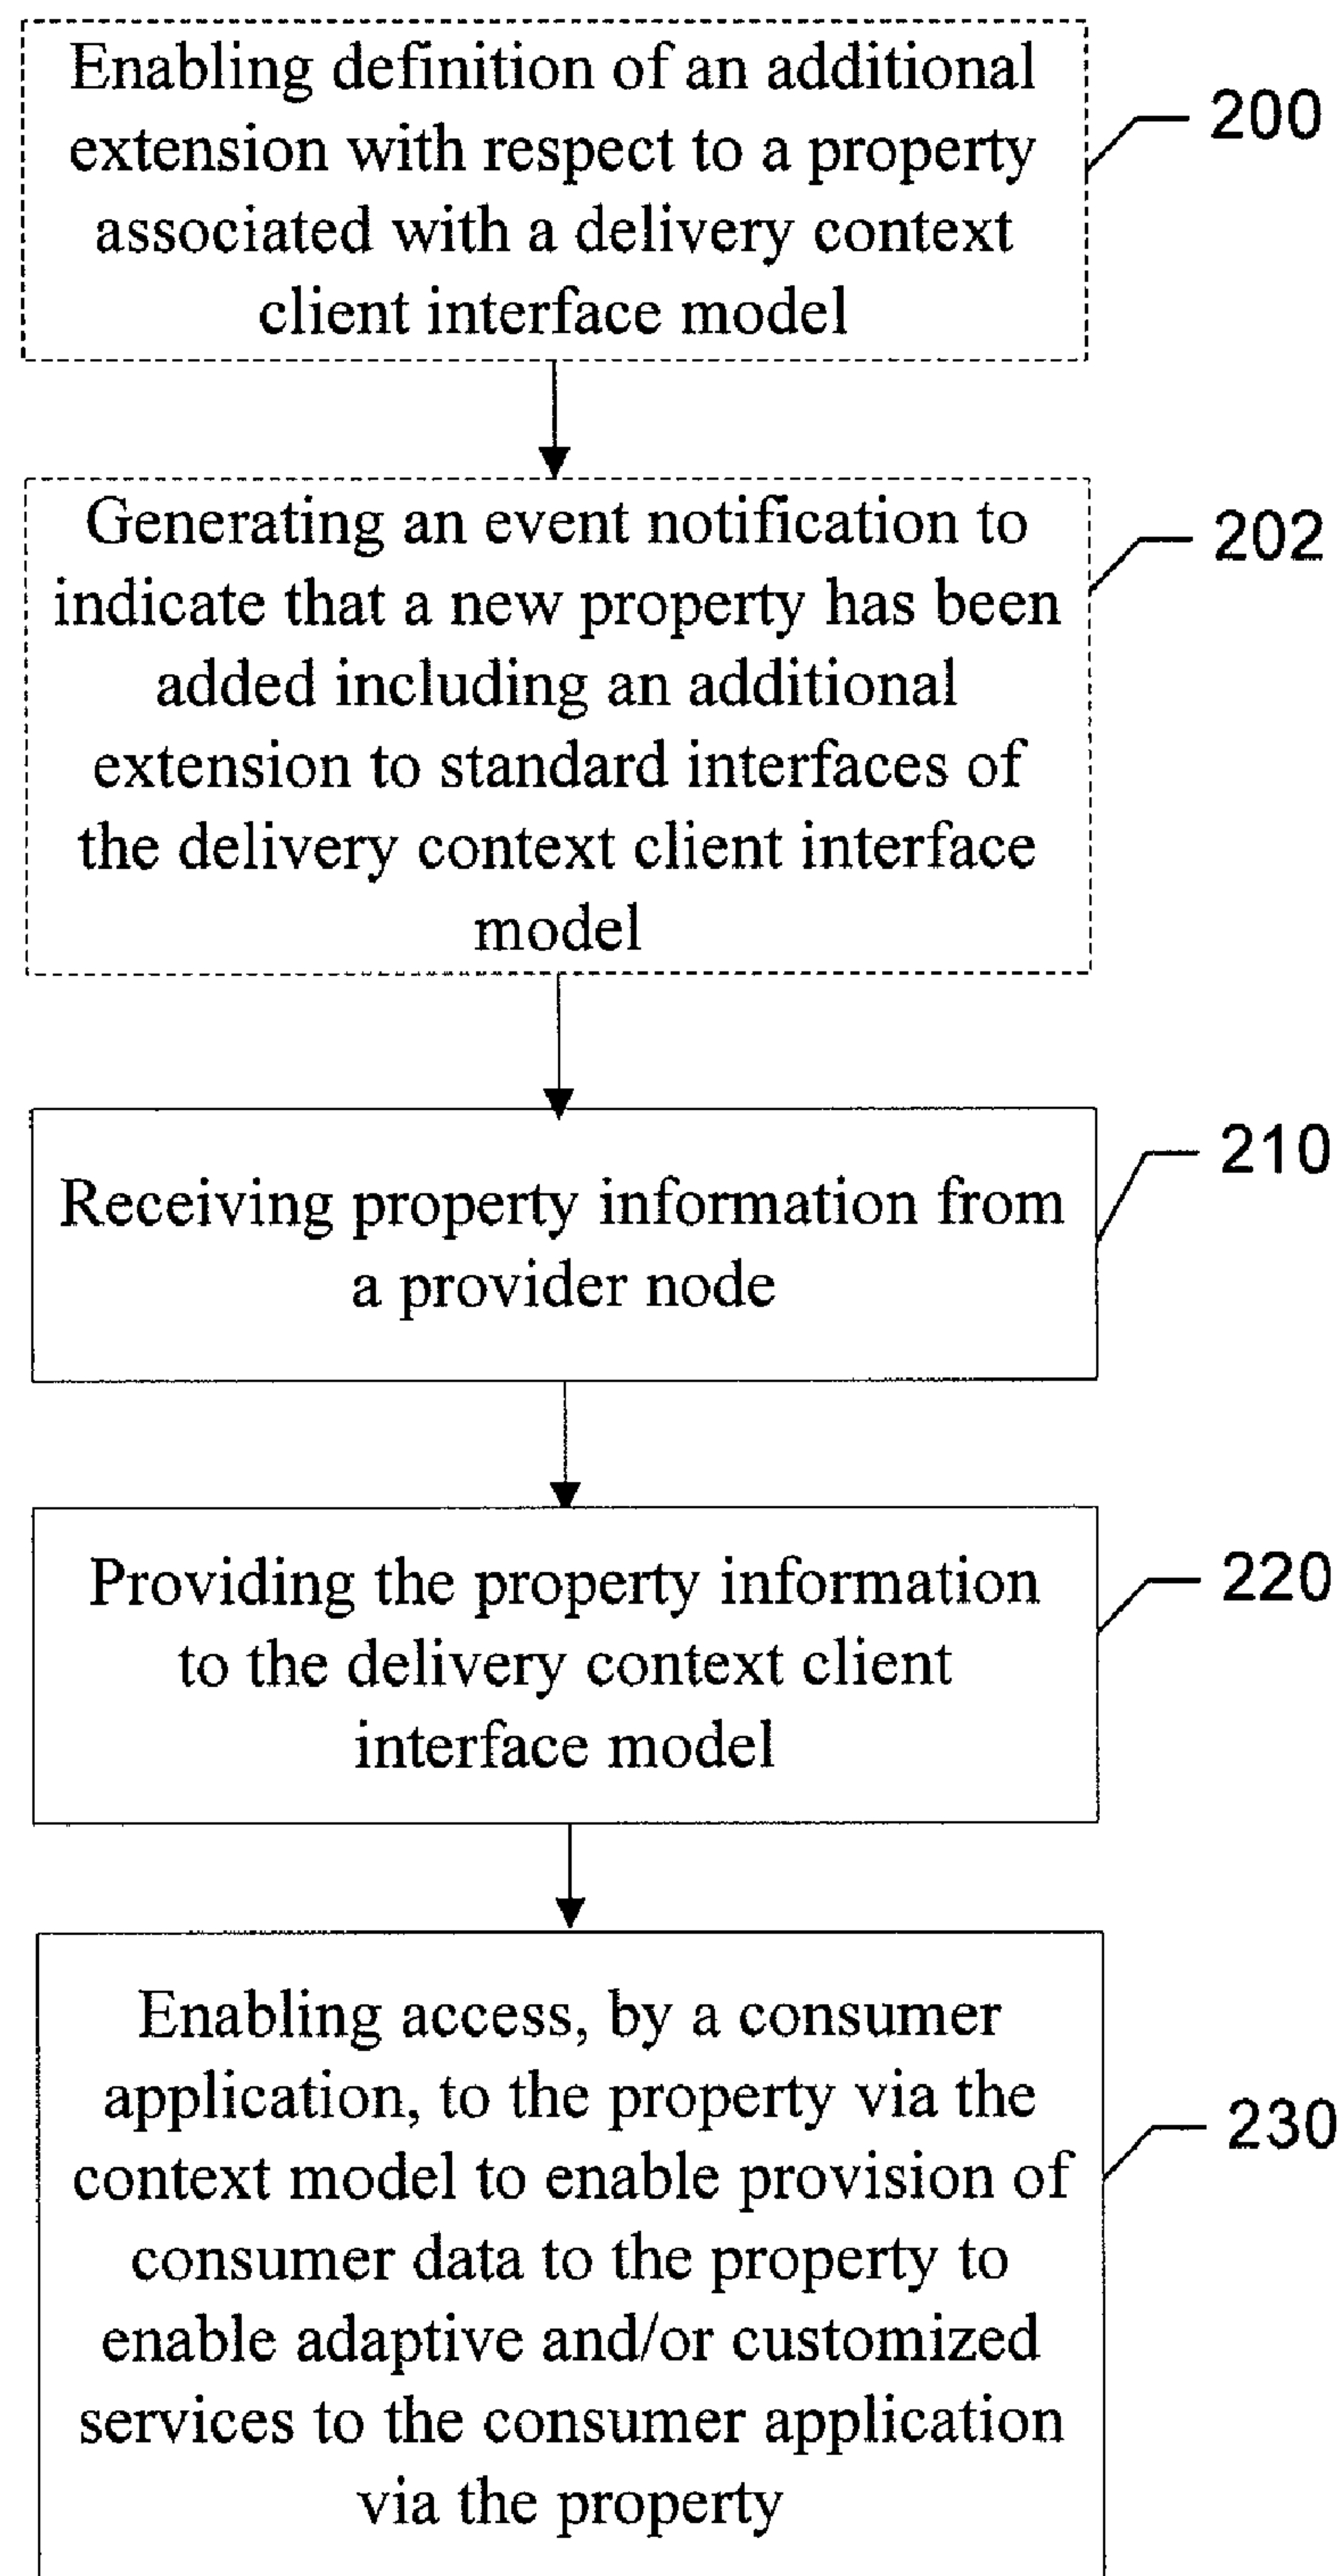 Enabling definition of an additional
extension with respect to a property
associated with a delivery context
client interface model
200
Generating an event notification to
indicate that a new property has been
added including an additional
extension to standard interfaces of
the delivery context client interface
model
202
Receiving property information from
a provider node
210
Providing the property information
to the delivery context client
interface model
220
Enabling access, by a consumer
application, to the property via the
context model to enable provision of
consumer data to the property to
enable adaptive and/or customized
services to the consumer application
via the property
230